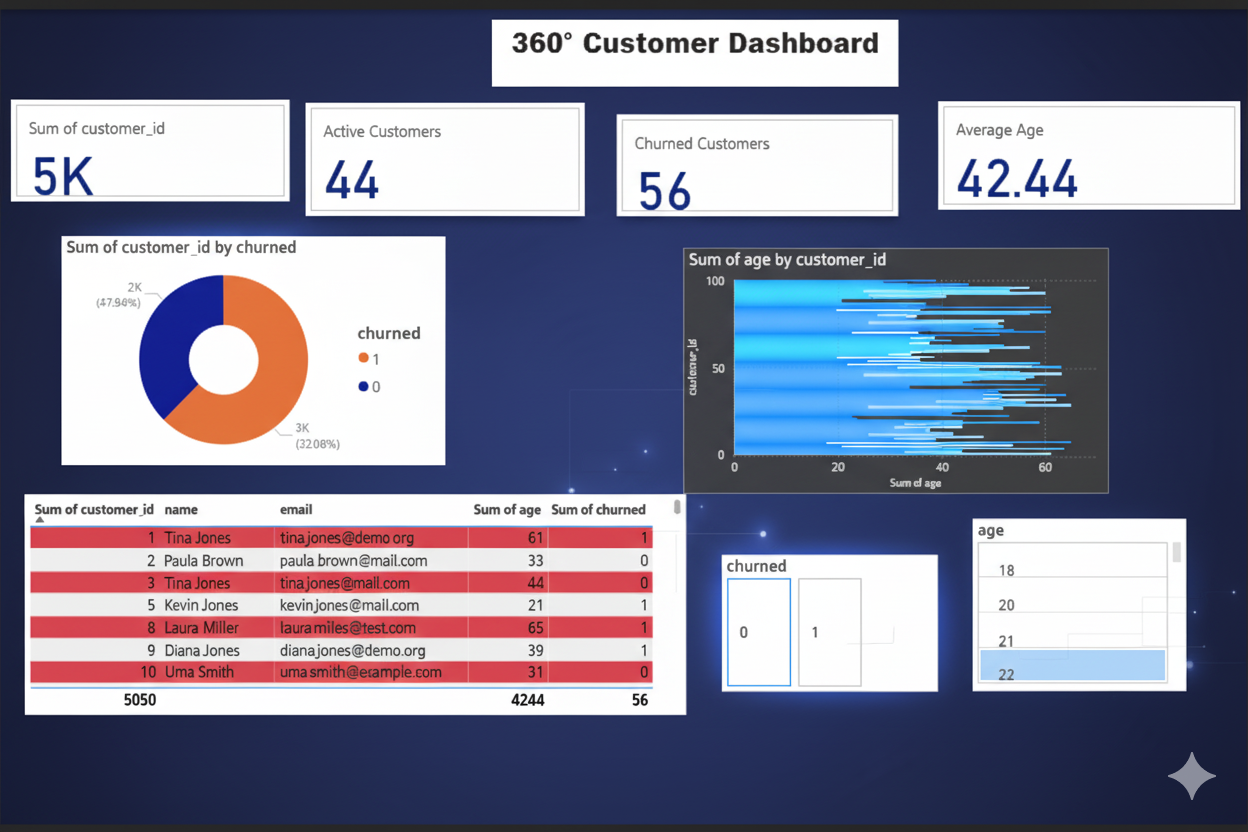 360° Customer Dashboard
Sum of customer_id
5K
Active Customers
44
Churned Customers
56
Average Age
42.44
Sum of customer_id by churned
2K
(47.96%)
churned
1
0
3K
(32.08%)
Sum of age by customer_id
100
50
0
customer_id
0 20 40 60
Sum of age
Sum of customer_id name email Sum of age Sum of churned
1 Tina Jones tina.jones@demo org 61 1
2 Paula Brown paula.brown@mail.com 33 0
3 Tina Jones tina.jones@mail.com 44 0
5 Kevin Jones kevin.jones@mail.com 21 1
8 Laura Miller laura miles@test.com 65 1
9 Diana Jones diana.jones@demo.org 39 1
10 Uma Smith uma smith@example.com 31 0
5050 4244 56
churned
0 1
age
18
20
21
22